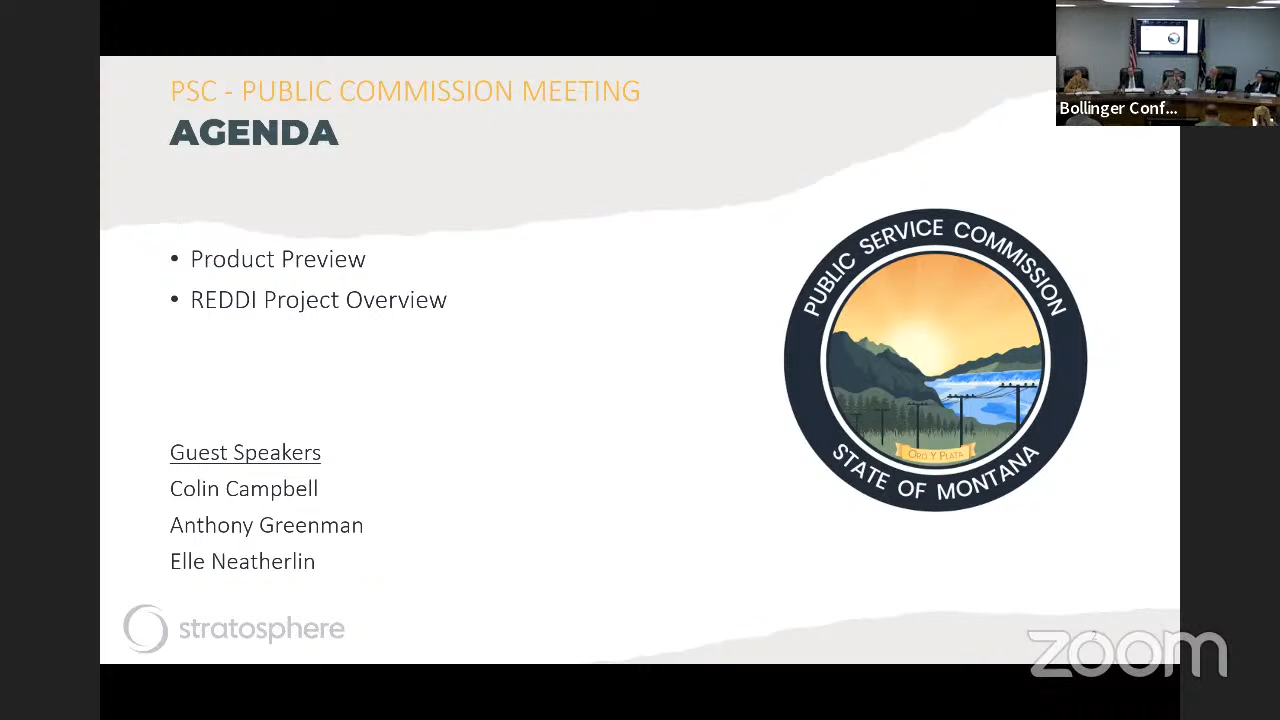 PSC - PUBLIC COMMISSION MEETING
AGENDA
Bollinger Conf...
• Product Preview
• REDDI Project Overview
PUBLIC SERVICE COMMISSION
ORO Y PLATA
STATE OF MONTANA
Guest Speakers
Colin Campbell
Anthony Greenman
Elle Neatherlin
stratosphere
2
zoom